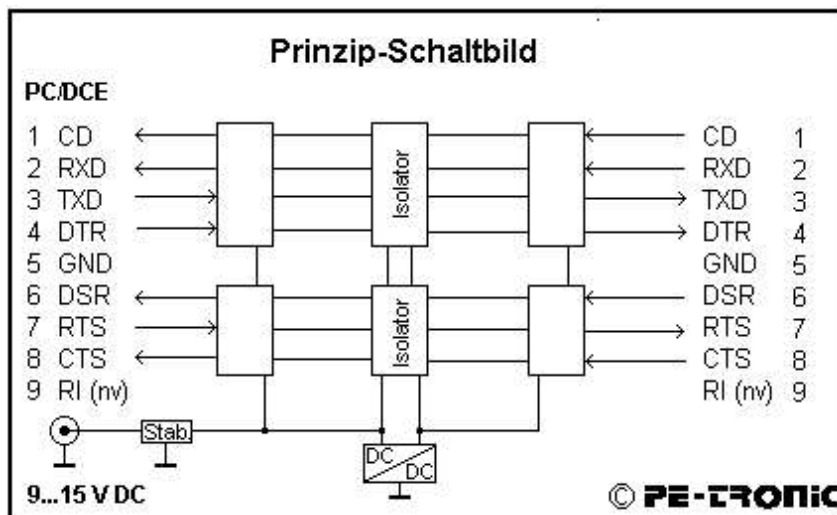 Prinzip-Schaltbild
PC/DCE
1 CD
2 RXD
3 TXD
4 DTR
5 GND
6 DSR
7 RTS
8 CTS
9 RI (nv)
Isolator
Isolator
CD 1
RXD 2
TXD 3
DTR 4
GND 5
DSR 6
RTS 7
CTS 8
RI (nv) 9
Stab.
DC
DC
9...15 V DC
© PE-TRONIC